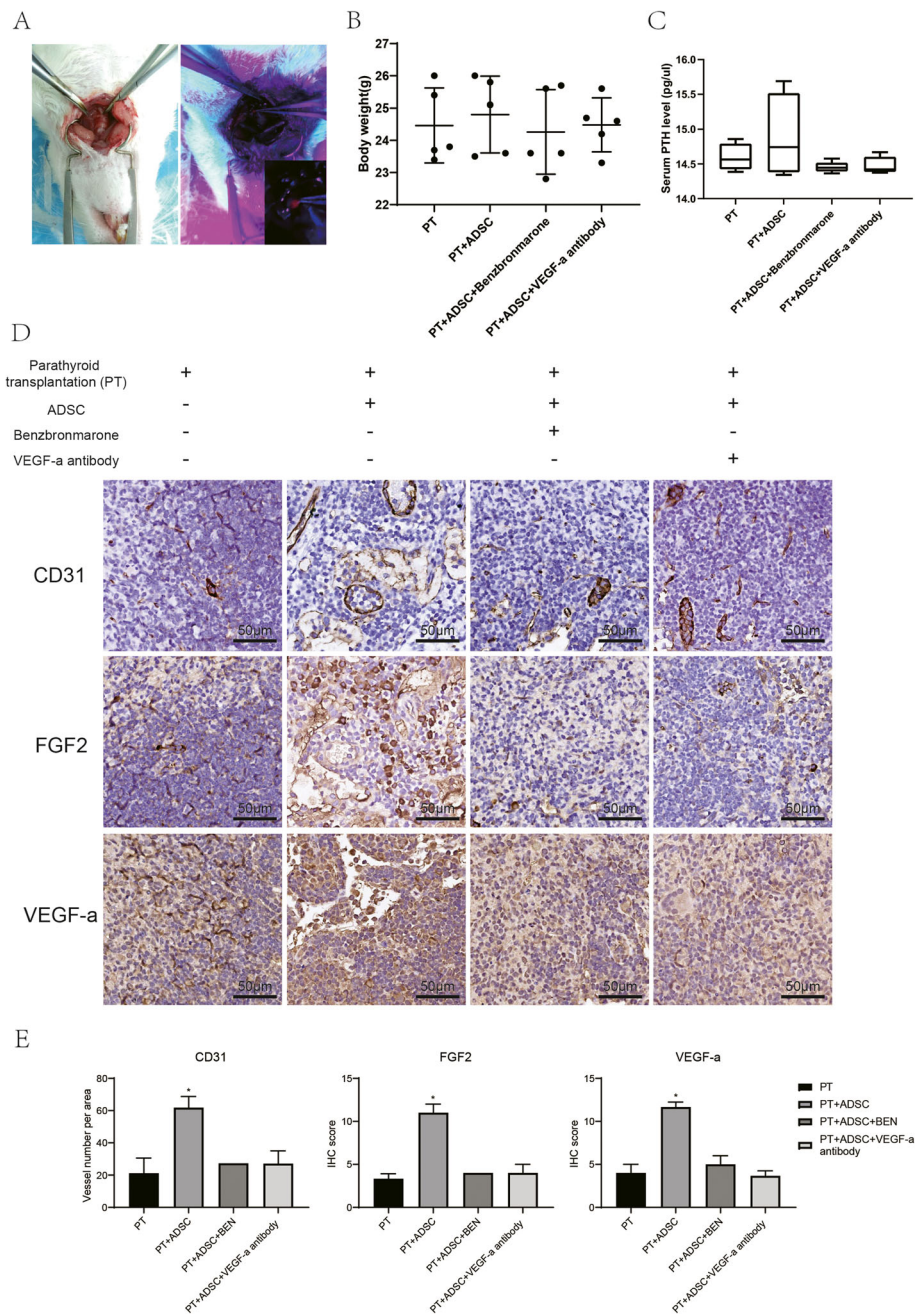 A
B
Body weight(g)
27
26
25
24
23
22
PT
PT+ADSC
PT+ADSC+Benzbronmarone
PT+ADSC+VEGF-a antibody
C
Serum PTH level (pg/ul)
16.0
15.5
15.0
14.5
14.0
PT
PT+ADSC
PT+ADSC+Benzbronmarone
PT+ADSC+VEGF-a antibody
D
Parathyroid
transplantation (PT)
+ + + +
ADSC
- + + +
Benzbronmarone
- - + -
VEGF-a antibody
- - - +
CD31
50μm
50μm
50μm
50μm
FGF2
50μm
50μm
50μm
50μm
VEGF-a
50μm
50μm
50μm
50μm
E
CD31
Vessel number per area
80
60
40
20
0
*
PT
PT+ADSC
PT+ADSC+BEN
PT+ADSC+VEGF-a antibody
FGF2
IHC score
15
10
5
0
*
PT
PT+ADSC
PT+ADSC+BEN
PT+ADSC+VEGF-a antibody
VEGF-a
IHC score
15
10
5
0
*
PT
PT+ADSC
PT+ADSC+BEN
PT+ADSC+VEGF-a antibody
PT
PT+ADSC
PT+ADSC+BEN
PT+ADSC+VEGF-a
antibody